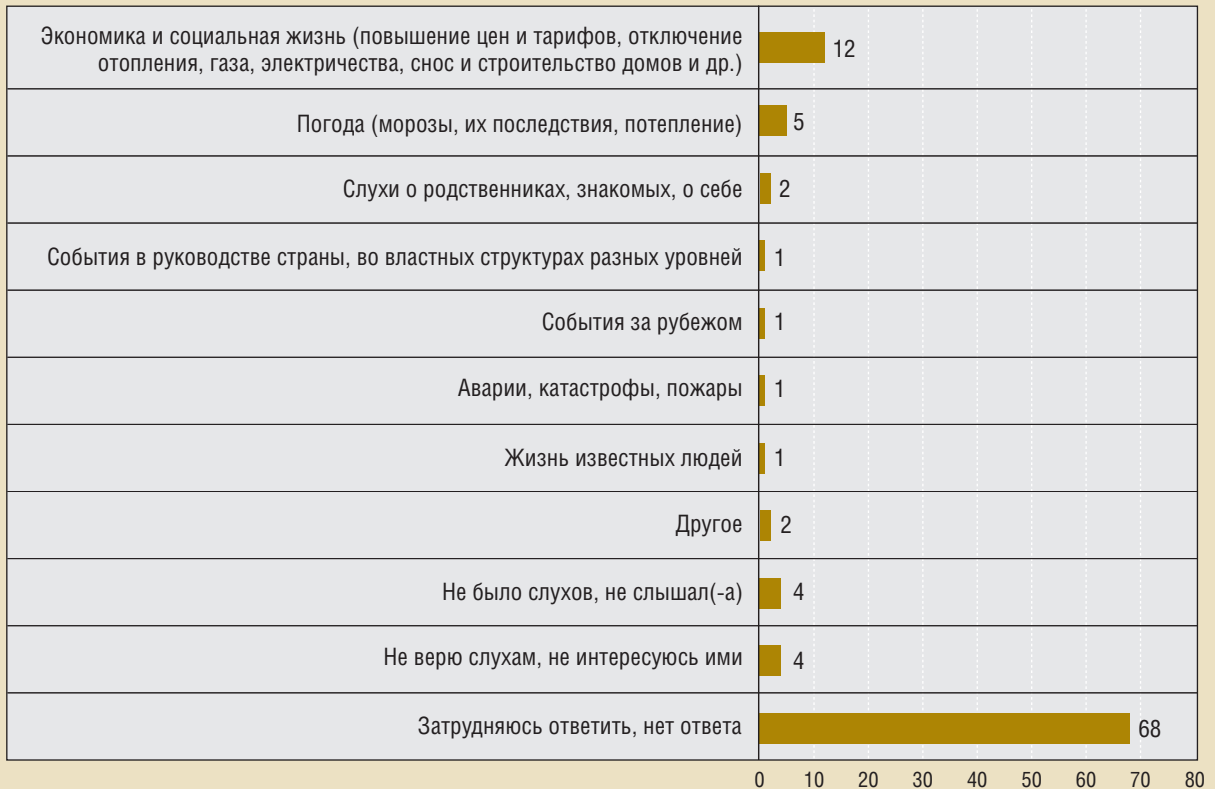 Экономика и социальная жизнь (повышение цен и тарифов, отключение
отопления, газа, электричества, снос и строительство домов и др.)
12
Погода (морозы, их последствия, потепление)
5
Слухи о родственниках, знакомых, о себе
2
События в руководстве страны, во властных структурах разных уровней
1
События за рубежом
1
Аварии, катастрофы, пожары
1
Жизнь известных людей
1
Другое
2
Не было слухов, не слышал(-а)
4
Не верю слухам, не интересуюсь ими
4
Затрудняюсь ответить, нет ответа
68
0 10 20 30 40 50 60 70 80